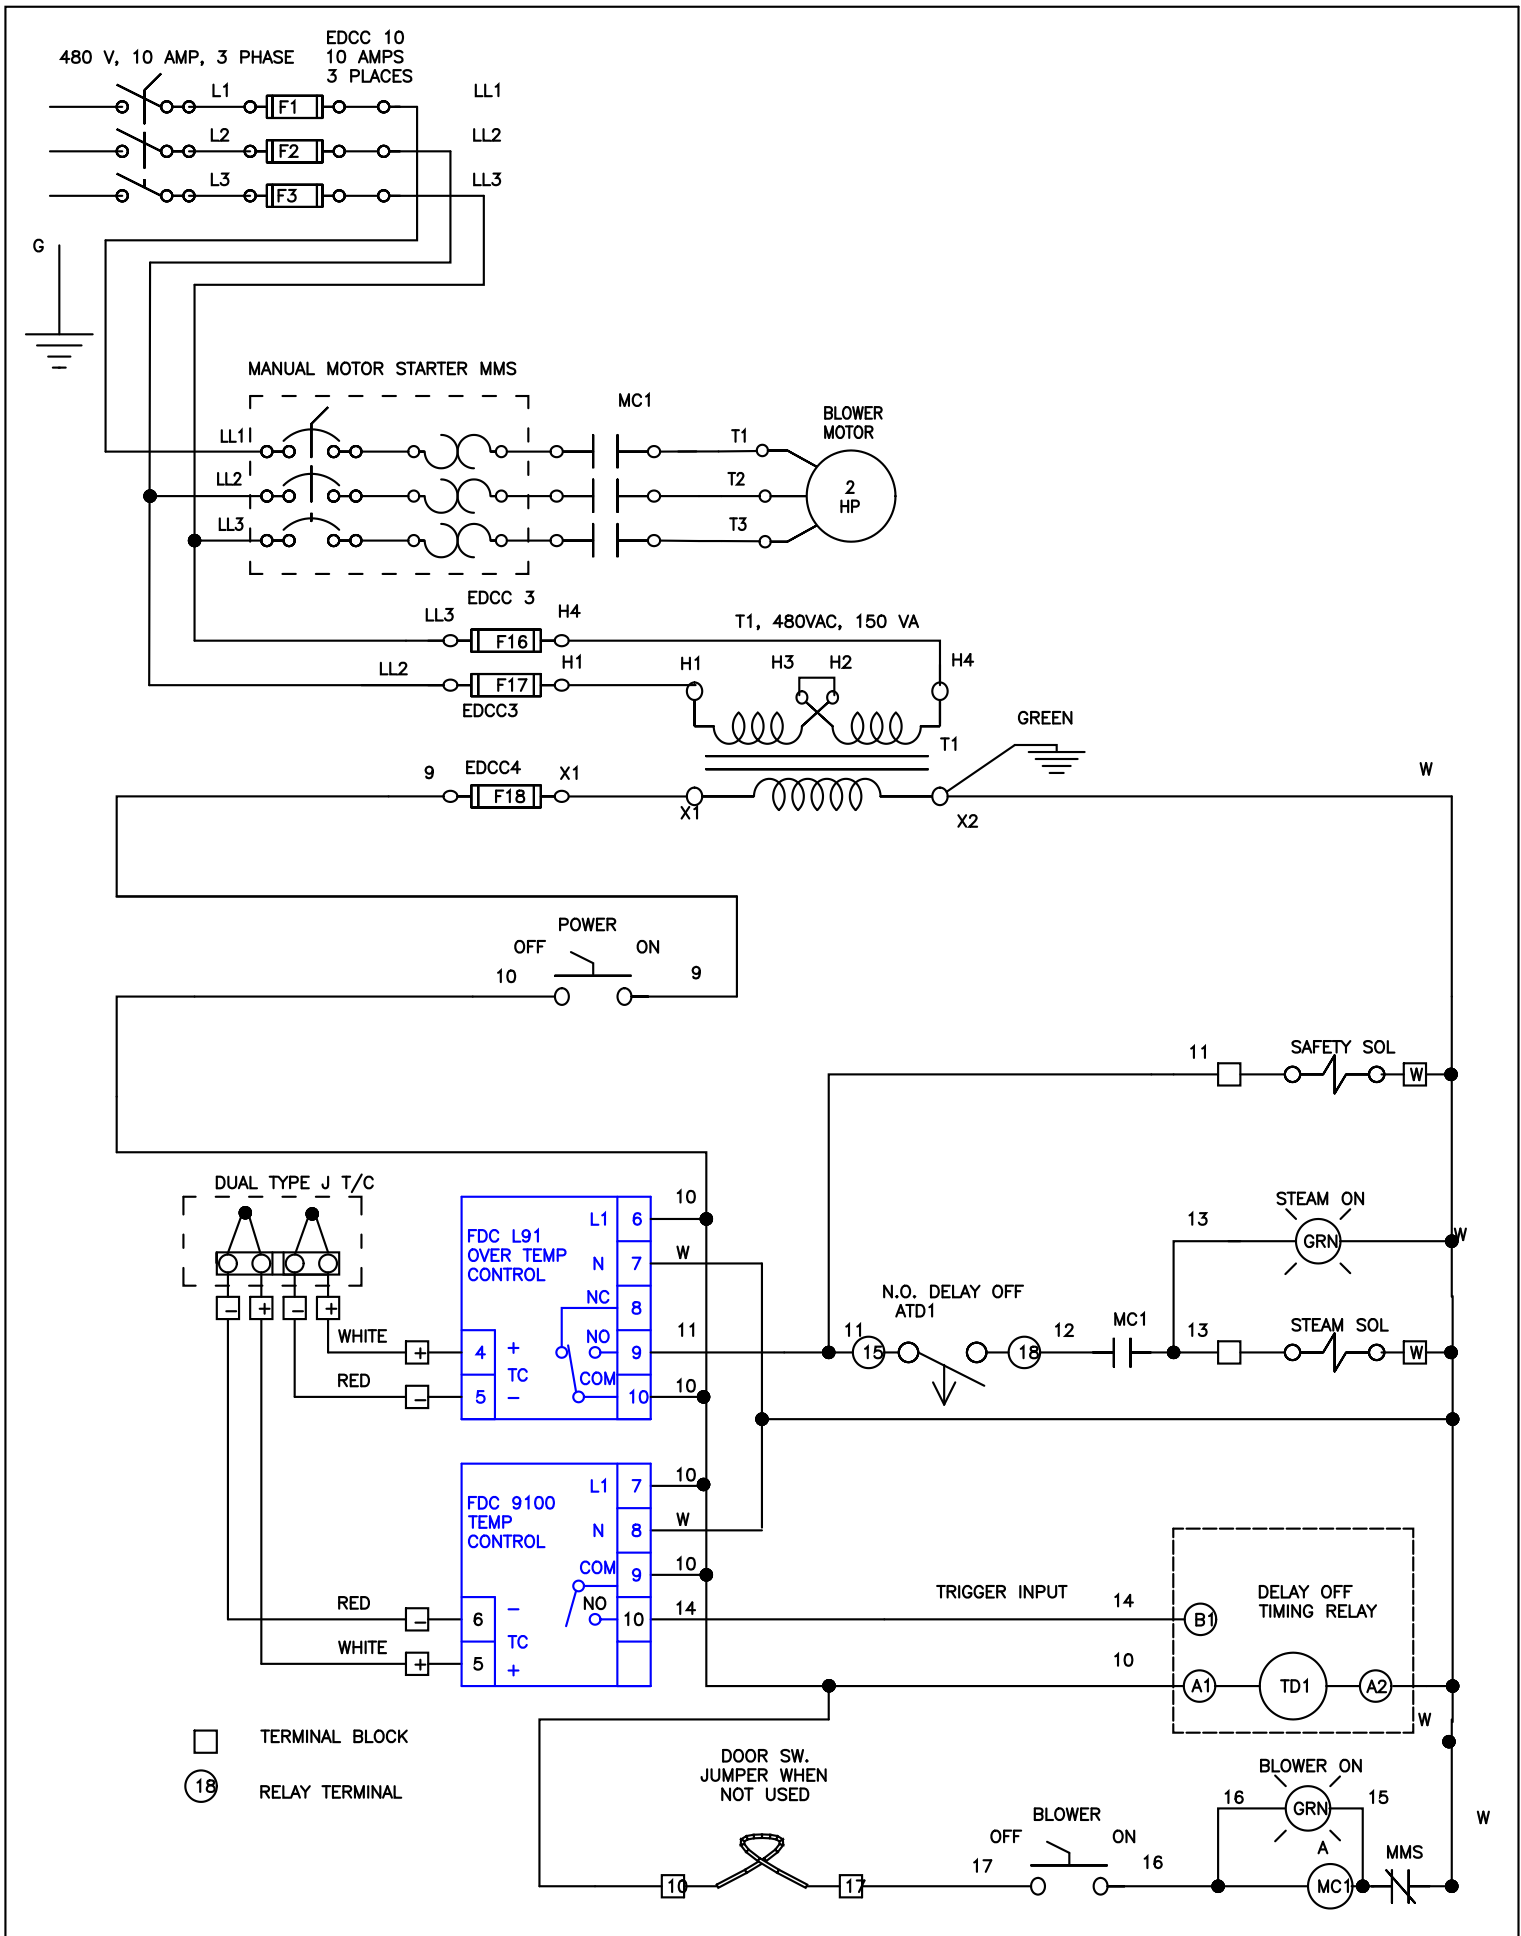 480 V, 10 AMP, 3 PHASE
EDCC 10
10 AMPS
3 PLACES
L1
F1
LL1
L2
F2
LL2
L3
F3
LL3
G
MANUAL MOTOR STARTER MMS
MC1
BLOWER
MOTOR
LL1
T1
LL2
T2
2
HP
LL3
T3
EDCC 3
LL3
F16
H4
T1, 480VAC, 150 VA
LL2
F17
H1
H1
H3
H2
H4
EDCC3
GREEN
T1
9
EDCC4
F18
X1
X1
X2
W
POWER
OFF
ON
10
9
11
SAFETY SOL
W
DUAL TYPE J T/C
- + - +
FDC L91
OVER TEMP
CONTROL
L1
6
10
N
7
W
NC
8
NO
9
11
COM
10
10
WHITE
+
4
+
TC
RED
-
5
-
STEAM ON
13
GRN
W
N.O. DELAY OFF
ATD1
11
15
18
12
MC1
13
STEAM SOL
W
FDC 9100
TEMP
CONTROL
L1
7
10
N
8
W
COM
9
10
NO
10
14
RED
-
6
-
TC
WHITE
+
5
+
TRIGGER INPUT
14
B1
DELAY OFF
TIMING RELAY
10
A1
TD1
A2
W
TERMINAL BLOCK
18
RELAY TERMINAL
DOOR SW.
JUMPER WHEN
NOT USED
10
17
BLOWER
OFF
ON
17
16
BLOWER ON
16
GRN
15
A
MC1
MMS
W